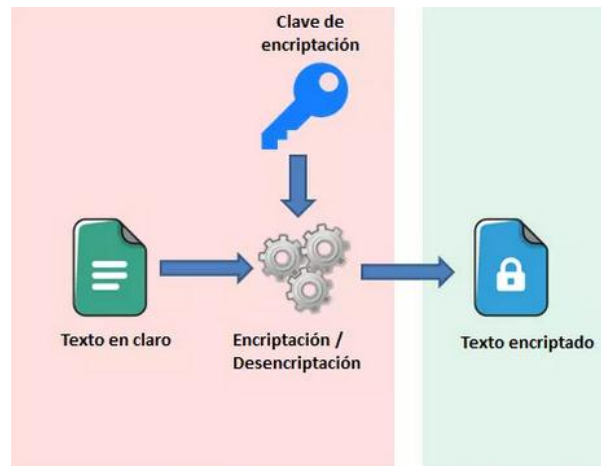 Clave de
encriptación
Texto en claro
Encriptación /
Desencriptación
Texto encriptado